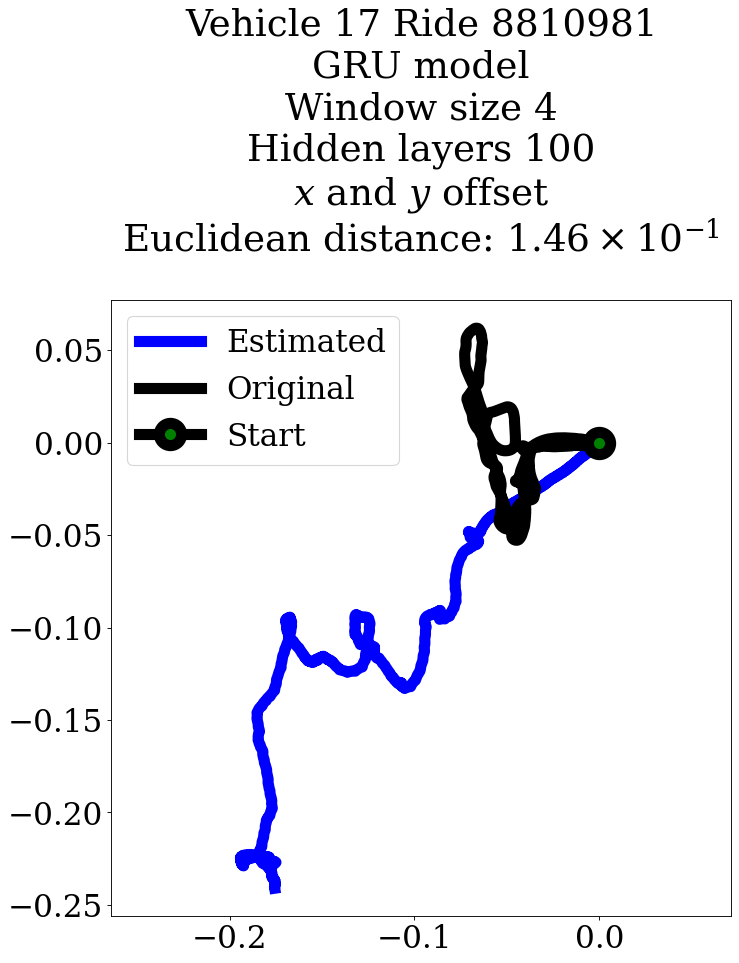 Vehicle 17 Ride 8810981
GRU model
Window size 4
Hidden layers 100
x and y offset
Euclidean distance: 1.46 × 10⁻¹
Estimated
Original
Start
0.05
0.00
−0.05
−0.10
−0.15
−0.20
−0.25
−0.2 −0.1 0.0